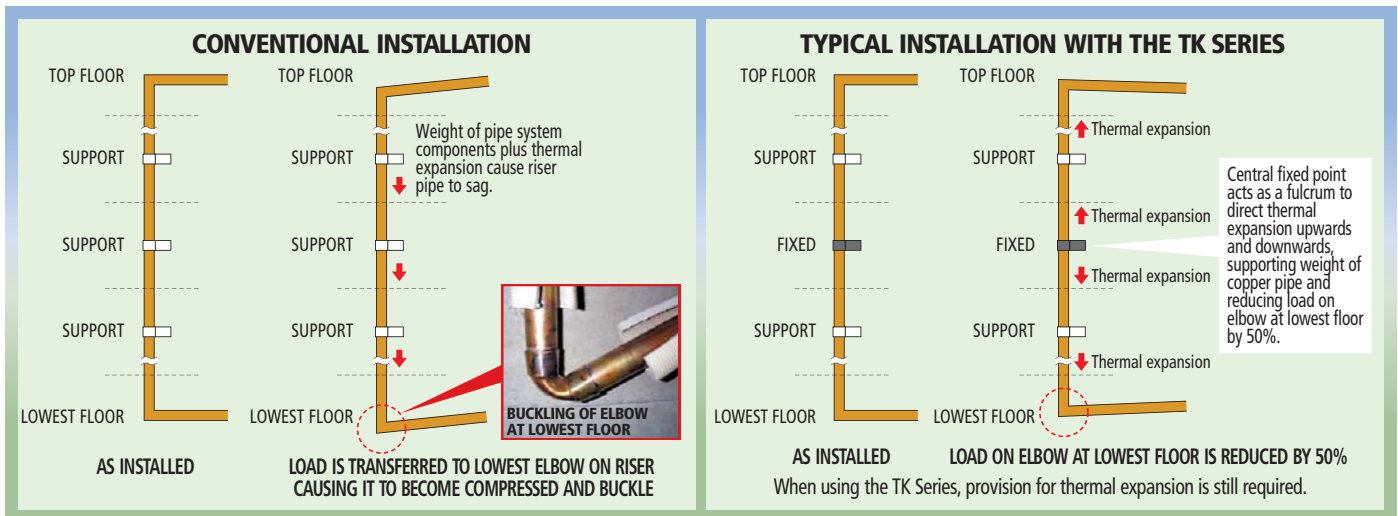 CONVENTIONAL INSTALLATION
TOP FLOOR
SUPPORT
SUPPORT
SUPPORT
LOWEST FLOOR
AS INSTALLED
TOP FLOOR
SUPPORT
SUPPORT
SUPPORT
LOWEST FLOOR
Weight of pipe system
components plus thermal
expansion cause riser
pipe to sag.
BUCKLING OF ELBOW
AT LOWEST FLOOR
LOAD IS TRANSFERRED TO LOWEST ELBOW ON RISER
CAUSING IT TO BECOME COMPRESSED AND BUCKLE
TYPICAL INSTALLATION WITH THE TK SERIES
TOP FLOOR
SUPPORT
FIXED
SUPPORT
LOWEST FLOOR
AS INSTALLED
TOP FLOOR
Thermal expansion
SUPPORT
Thermal expansion
FIXED
Thermal expansion
SUPPORT
Thermal expansion
LOWEST FLOOR
Central fixed point
acts as a fulcrum to
direct thermal
expansion upwards
and downwards,
supporting weight of
copper pipe and
reducing load on
elbow at lowest floor
by 50%.
LOAD ON ELBOW AT LOWEST FLOOR IS REDUCED BY 50%
When using the TK Series, provision for thermal expansion is still required.